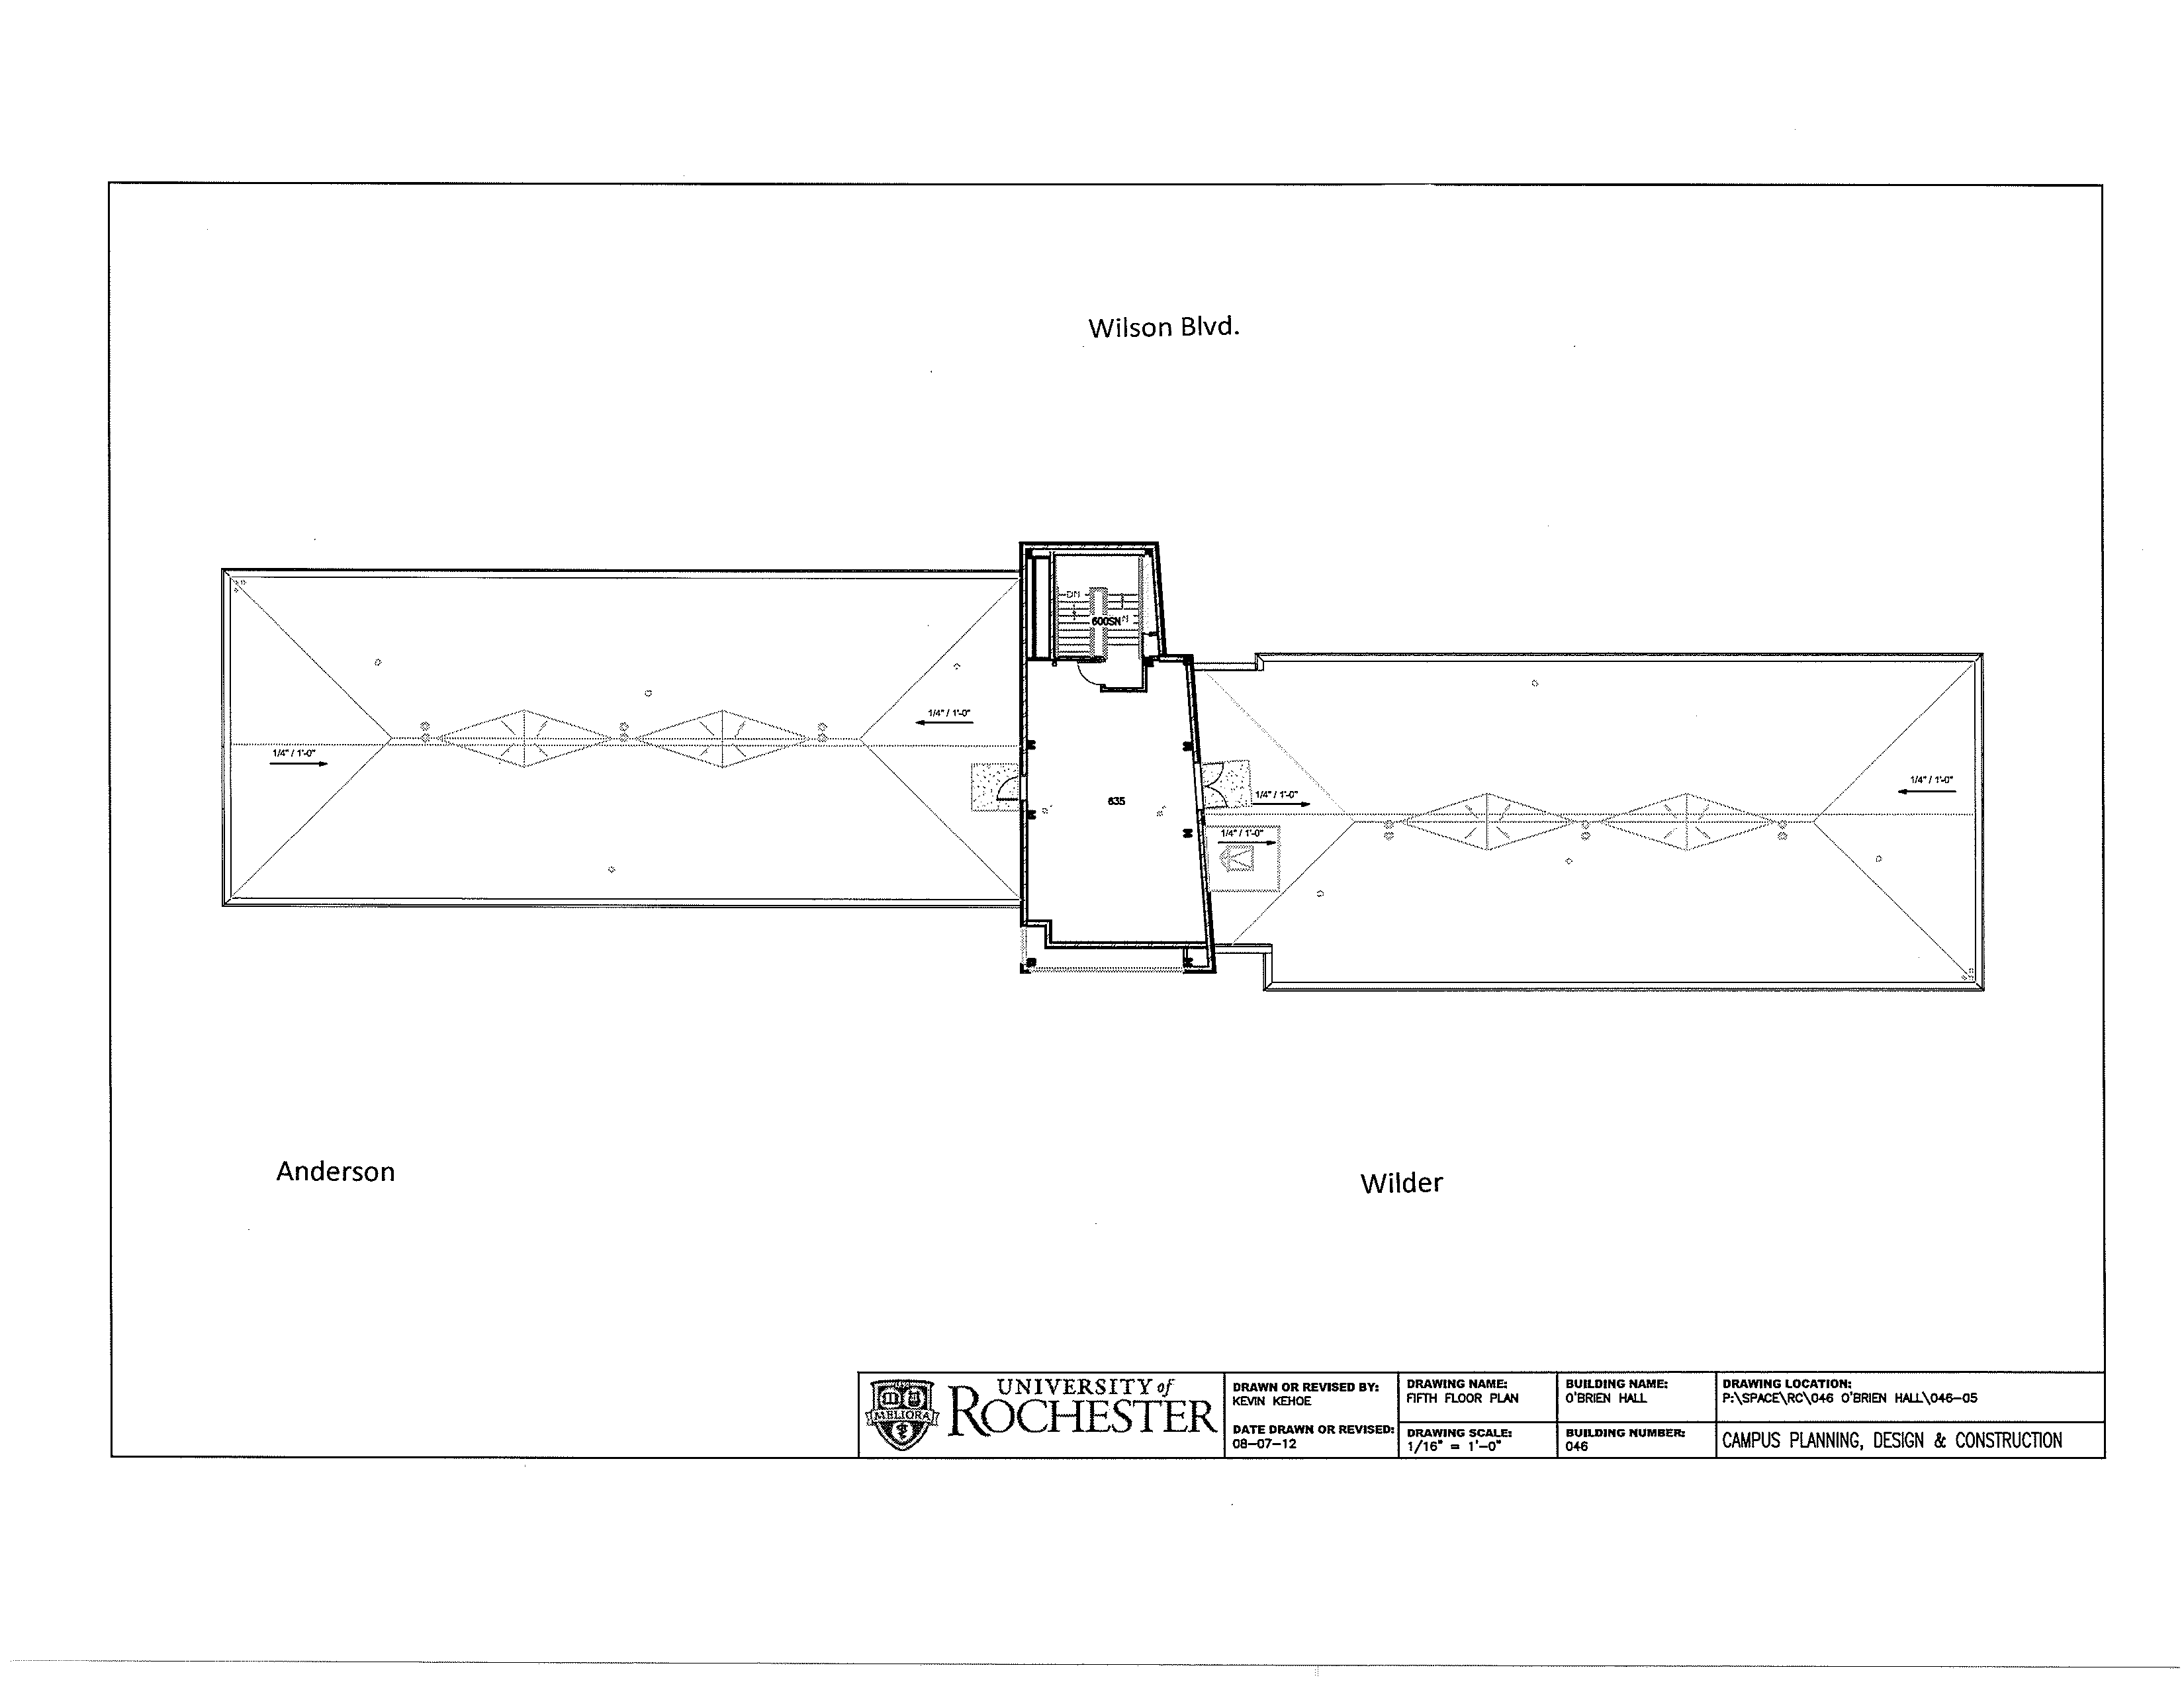 Wilson Blvd.
DN
600SN
1/4" / 1'-0"
1/4" / 1'-0"
1/4" / 1'-0"
635
1/4" / 1'-0"
1/4" / 1'-0"
Anderson
Wilder
MELIORA
UNIVERSITY of
ROCHESTER
DRAWN OR REVISED BY:
KEVIN KEHOE
DATE DRAWN OR REVISED:
08-07-12
DRAWING NAME:
FIFTH FLOOR PLAN
DRAWING SCALE:
1/16" = 1'-0"
BUILDING NAME:
O'BRIEN HALL
BUILDING NUMBER:
046
DRAWING LOCATION:
P:\SPACE\RC\046 O'BRIEN HALL\046-05
CAMPUS PLANNING, DESIGN & CONSTRUCTION